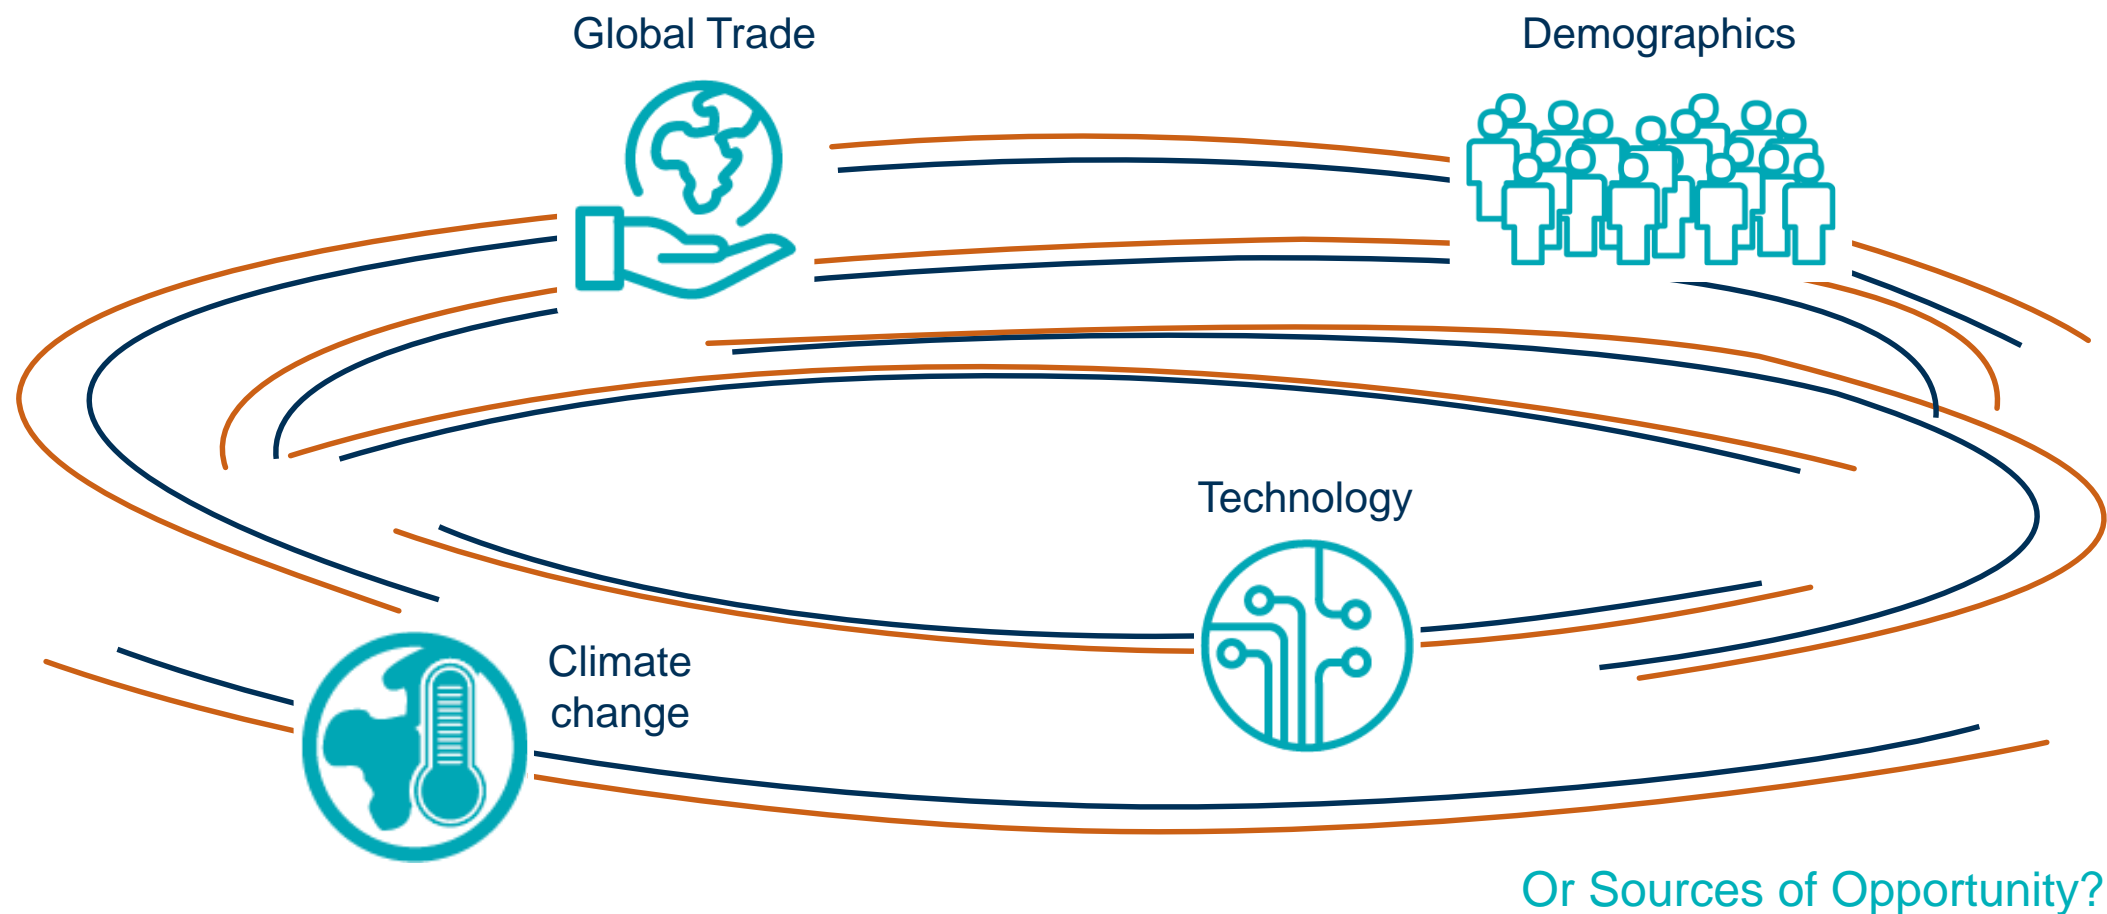 Global Trade
Demographics
Technology
Climate
change
Or Sources of Opportunity?